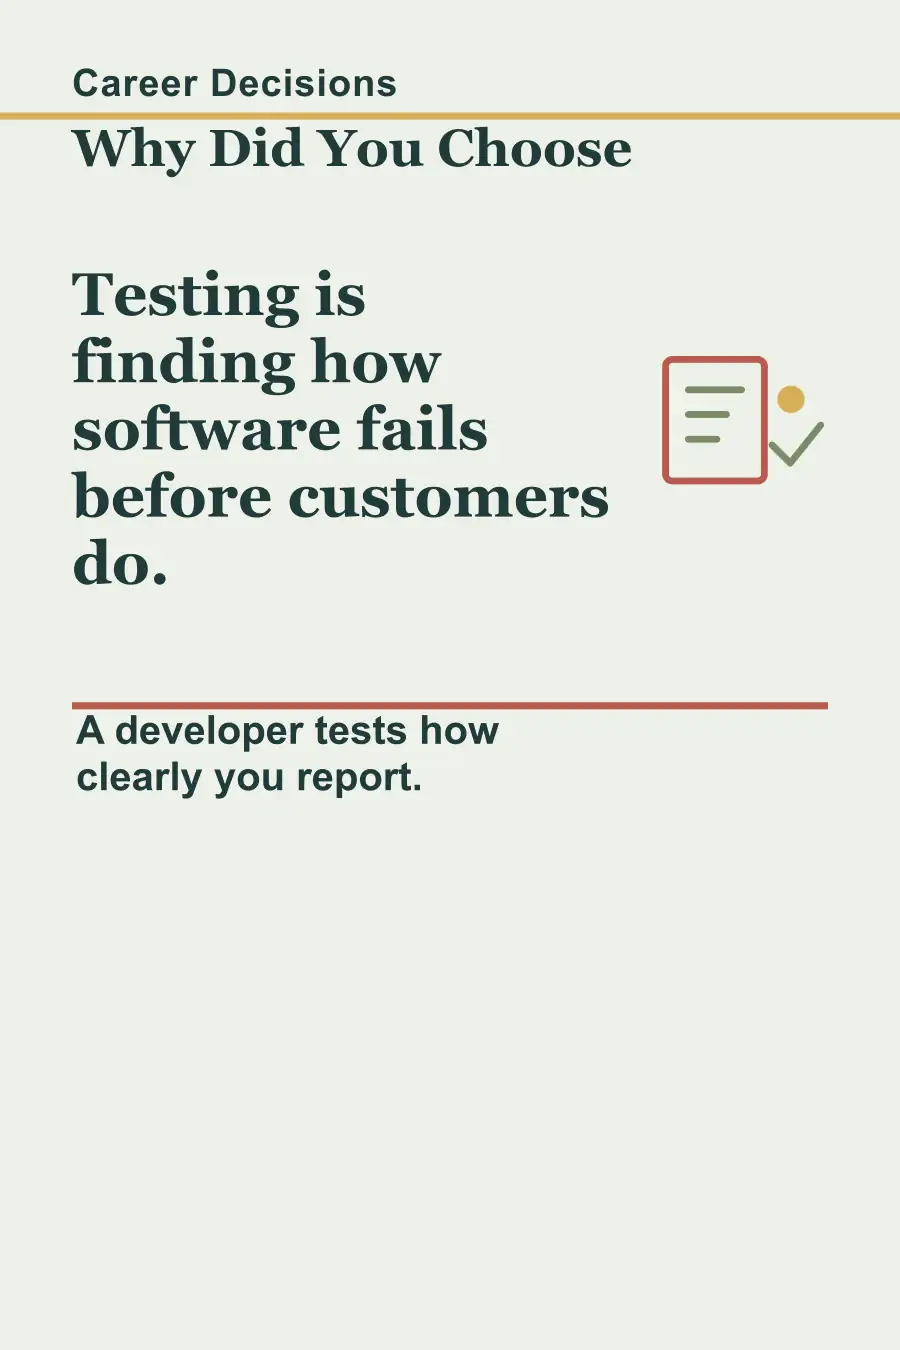 Career Decisions
Why Did You Choose
Testing is
finding how
software fails
before customers
do.
A developer tests how
clearly you report.